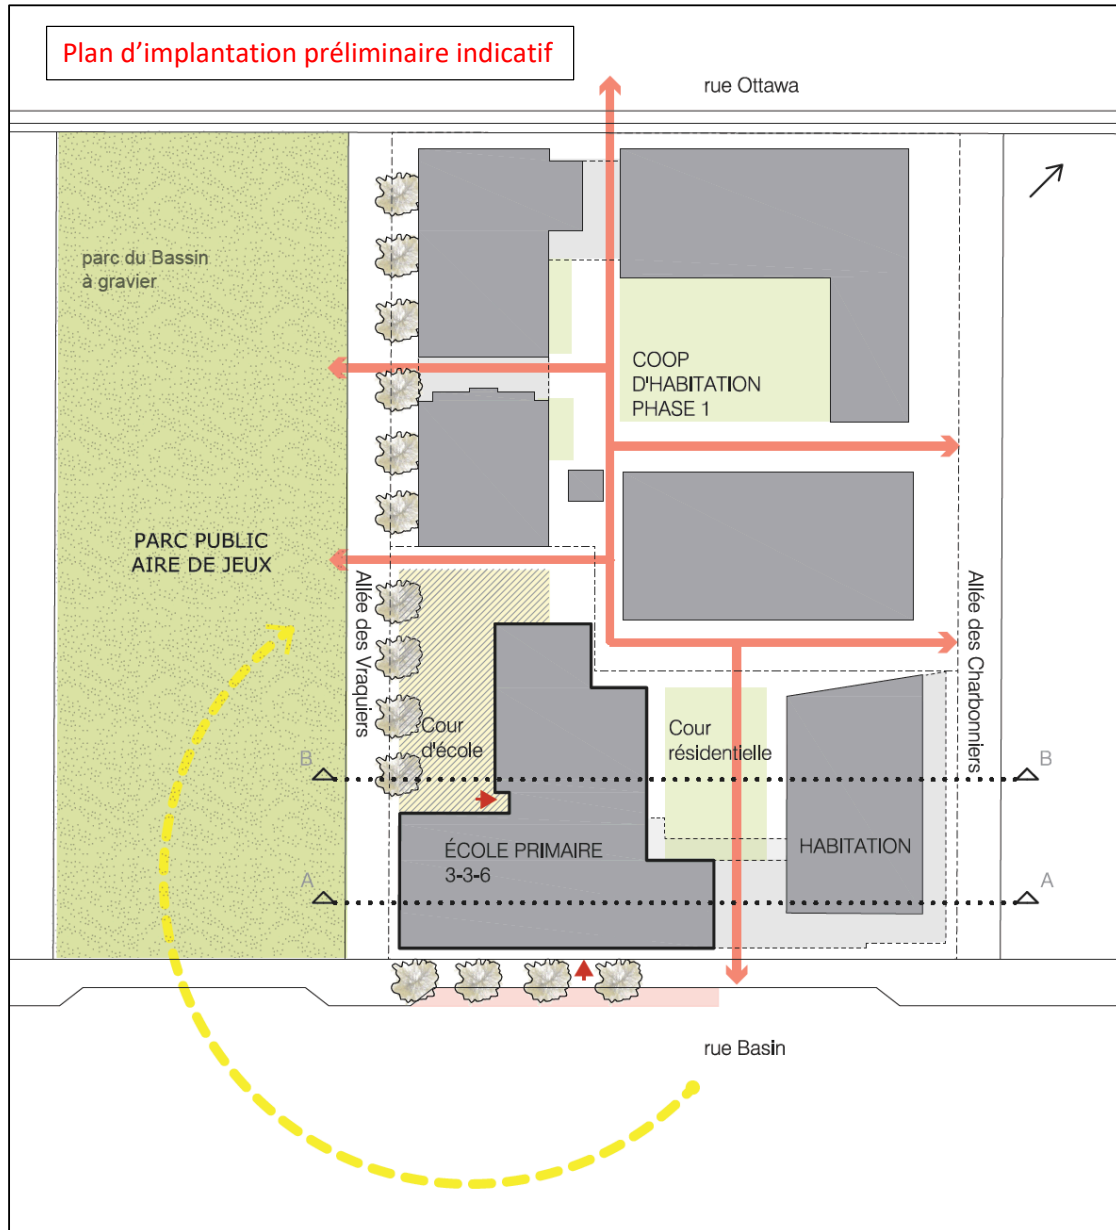 Plan d'implantation préliminaire indicatif
rue Ottawa
parc du Bassin
à gravier
COOP
D'HABITATION
PHASE 1
PARC PUBLIC
AIRE DE JEUX
Allée des Vraquiers
Allée des Charbonniers
Cour
d'école
Cour
résidentielle
B
B
ÉCOLE PRIMAIRE
3-3-6
HABITATION
A
A
rue Basin